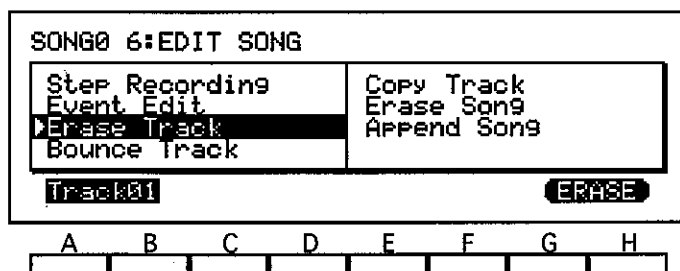 SONG0 6:EDIT SONG
Step Recording
Event Edit
Erase Track
Bounce Track
Copy Track
Erase Song
Append Song
Track01
ERASE
A B C D E F G H